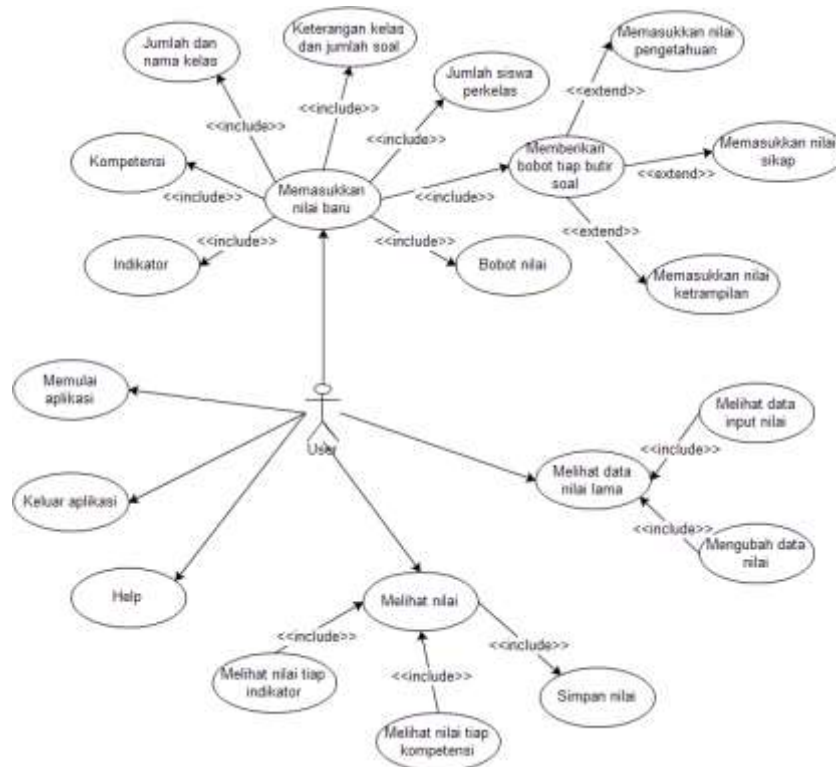 Jumlah dan
nama kelas
Keterangan kelas
dan jumlah soal
Jumlah siswa
perkelas
Memasukkan nilai
pengetahuan
<<include>>
<<include>>
<<include>>
<<extend>>
Kompetensi
<<include>>
Memasukkan
nilai baru
<<include>>
Memberikan
bobot tiap butir
soal
<<extend>>
Memasukkan nilai
sikap
<<include>>
<<include>>
<<extend>>
Indikator
Bobot nilai
Memasukkan nilai
ketrampilan
Memulai
aplikasi
User
Melihat data
input nilai
<<include>>
Melihat data
nilai lama
Keluar aplikasi
<<include>>
Mengubah data
nilai
Help
Melihat nilai
<<include>>
<<include>>
<<include>>
Melihat nilai tiap
indikator
Simpan nilai
Melihat nilai tiap
kompetensi